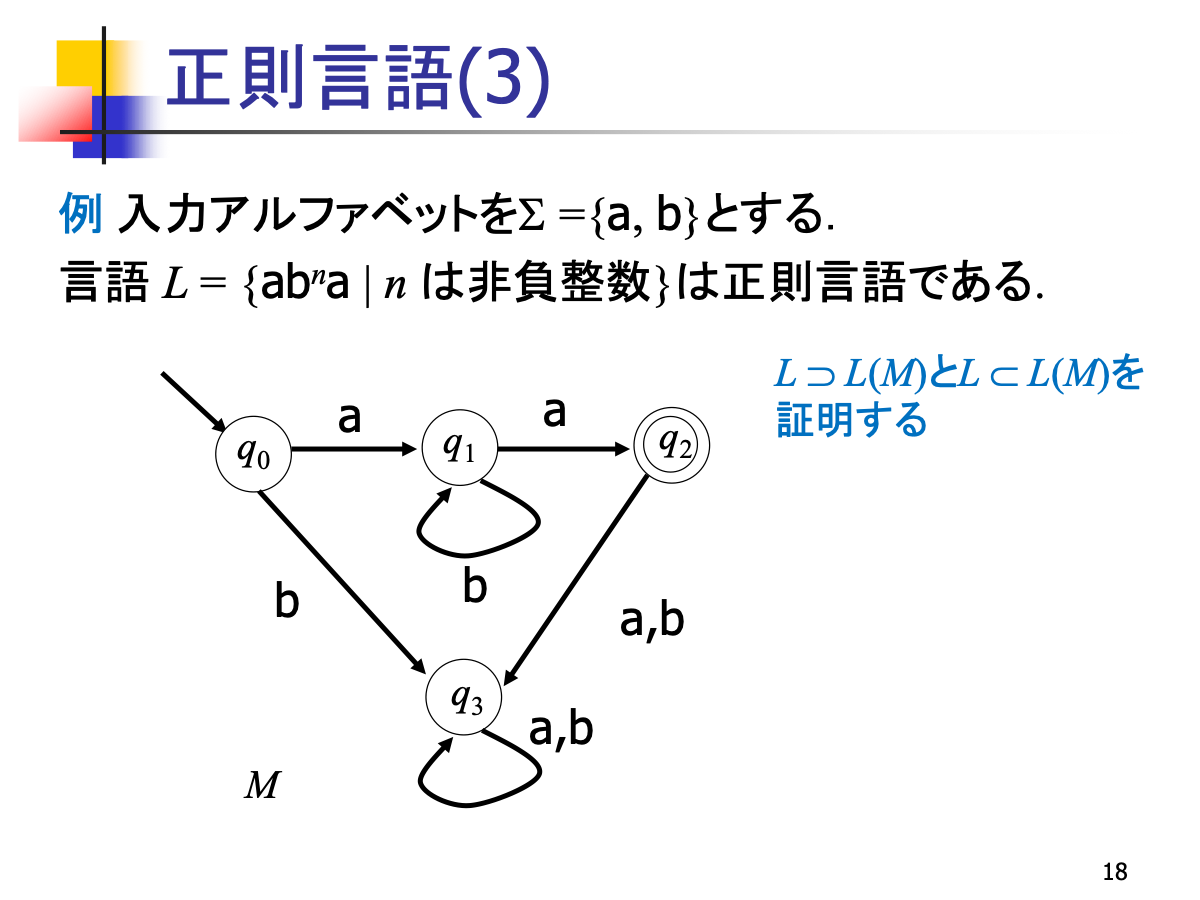 正則言語(3)
例 入力アルファベットをΣ ={a, b}とする.
言語 L = {abⁿa | n は非負整数}は正則言語である.
L ⊃ L(M)とL ⊂ L(M)を
証明する
a
a
q₀
q₁
q₂
b
b
a,b
q₃
a,b
M
18